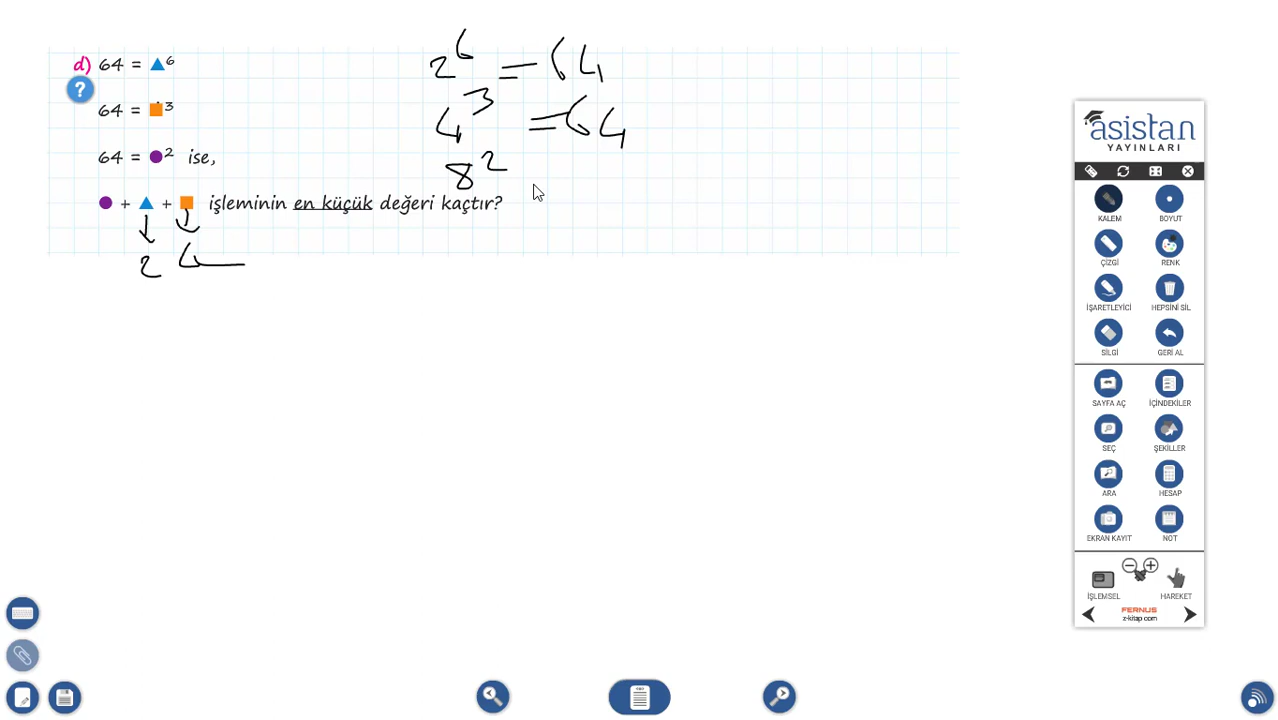 d) 64 = ▲⁶
?
64 = ■³
64 = ●² ise,
● + ▲ + ■ işleminin en küçük değeri kaçtır?
2⁶ = 64
4³ = 64
8²
2
asistan
YAYINLARI
KALEM BOYUT
ÇİZGİ RENK
İŞARETLEYİCİ HEPSİNİ SİL
SİLGİ GERİ AL
SAYFA AÇ İÇİNDEKİLER
SEÇ ŞEKİLLER
ARA HESAP
EKRAN KAYIT NOT
İŞLEMSEL HAREKET
FERNUS
z-kitap.com